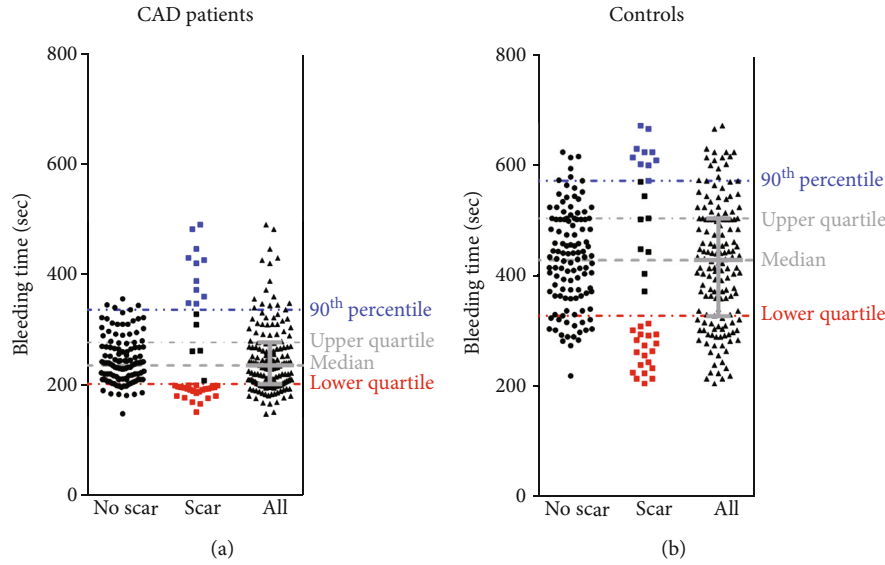 CAD patients
800
600
400
200
0
Bleeding time (sec)
90th percentile
Upper quartile
Median
Lower quartile
No scar
Scar
All
(a)
Controls
800
600
400
200
0
Bleeding time (sec)
90th percentile
Upper quartile
Median
Lower quartile
No scar
Scar
All
(b)